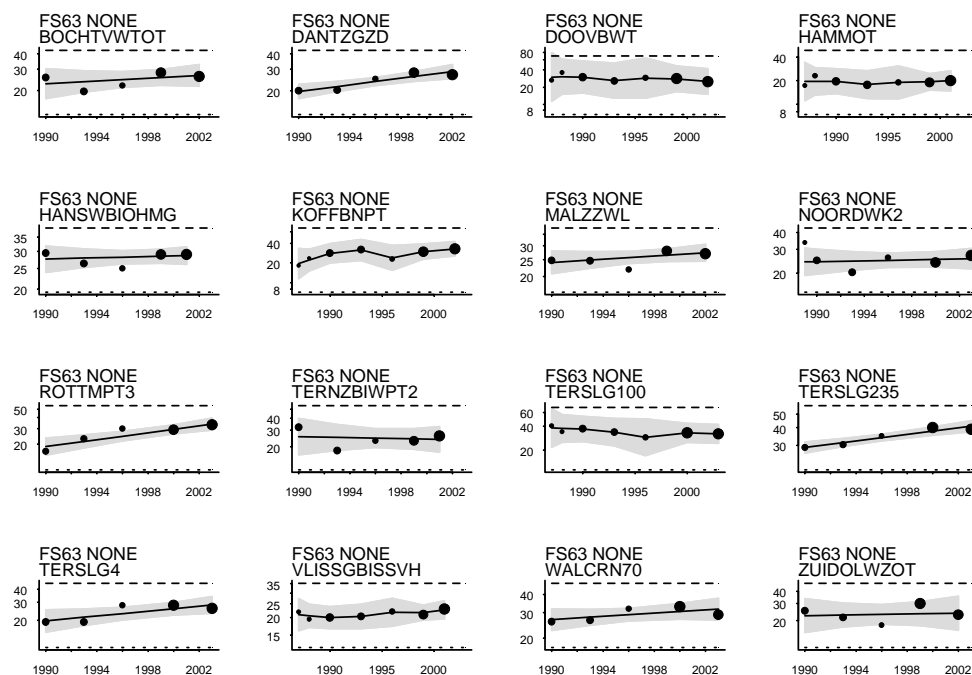 FS63 NONE
BOCHTVWTOT
40
30
20
1990 1994 1998 2002
FS63 NONE
DANTZGZD
40
30
20
1990 1994 1998 2002
FS63 NONE
DOOVBWT
80
40
20
8
1990 1995 2000
FS63 NONE
HAMMOT
40
20
8
1990 1995 2000
FS63 NONE
HANSWBIOHMG
35
30
25
20
1990 1994 1998 2002
FS63 NONE
KOFFBNPT
40
20
8
1990 1995 2000
FS63 NONE
MALZZWL
30
25
20
1990 1994 1998 2002
FS63 NONE
NOORDWK2
40
30
20
1990 1994 1998 2002
FS63 NONE
ROTTMPT3
50
30
20
1990 1994 1998 2002
FS63 NONE
TERNZBIWPT2
40
30
20
1990 1994 1998 2002
FS63 NONE
TERSLG100
60
40
20
1990 1995 2000
FS63 NONE
TERSLG235
50
40
30
1990 1994 1998 2002
FS63 NONE
TERSLG4
40
30
20
1990 1994 1998 2002
FS63 NONE
VLISSGBISSVH
35
25
20
15
1990 1995 2000
FS63 NONE
WALCRN70
40
30
20
1990 1994 1998 2002
FS63 NONE
ZUIDOLWZOT
40
30
20
1990 1994 1998 2002